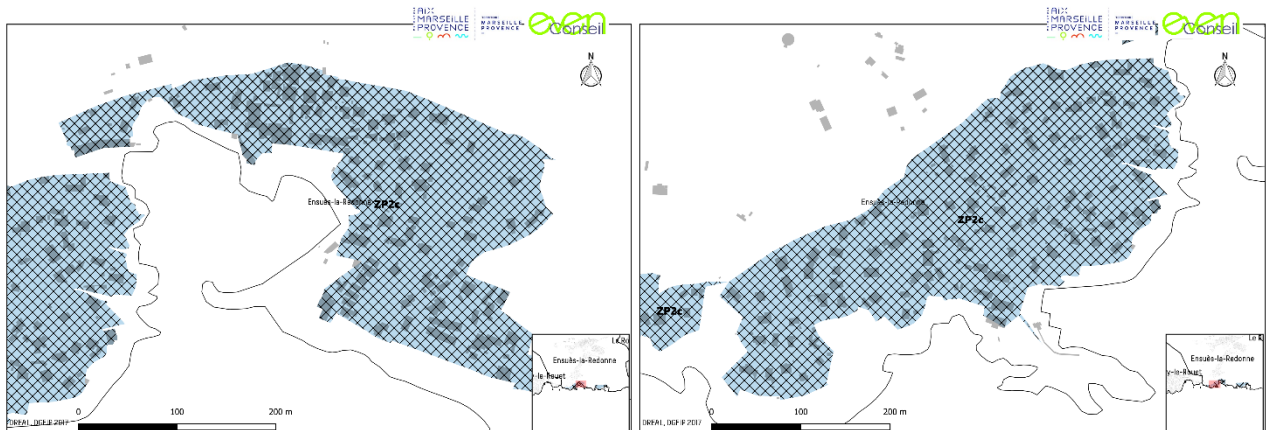 AIX
MARSEILLE
PROVENCE
MARSEILLE
PROVENCE
even
Conseil
N
Ensuès-la-Redonne
ZP2c
Ensuès-la-Redonne
0
100
200 m
DREAL, DGFIP 2017
AIX
MARSEILLE
PROVENCE
MARSEILLE
PROVENCE
even
Conseil
N
Ensuès-la-Redonne
ZP2c
ZP2c
Ensuès-la-Redonne
0
100
200 m
DREAL, DGFIP 2017